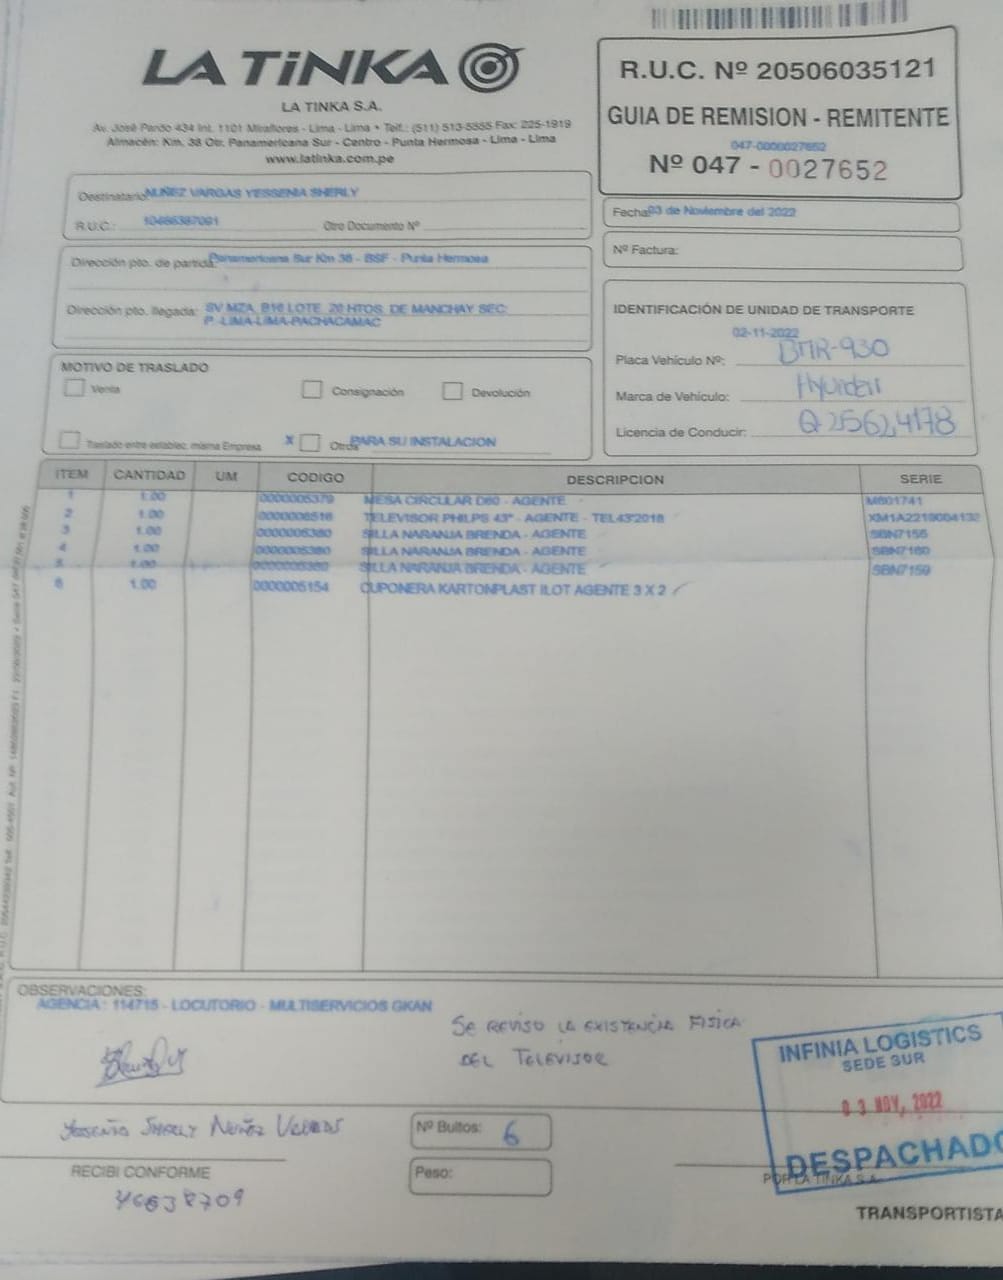 LA TiNKA
LA TINKA S.A.
Av. José Pardo 434 Int. 1101 Miraflores - Lima - Lima • Telf.: (511) 513-5555 Fax: 225-1919
Almacén: Km. 38 Otr. Panamericana Sur - Centro - Punta Hermosa - Lima - Lima
www.latinka.com.pe
R.U.C. Nº 20506035121
GUIA DE REMISION - REMITENTE
047-0000027652
Nº 047 - 0027652
Destinatario: NUÑEZ VARGAS YESSENIA SHERLY
R.U.C.: 10466387091 Otro Documento Nº
Fecha: 03 de Noviembre del 2022
Nº Factura:
Dirección pto. de partida: Panamericana Sur Km 38 - BSF - Punta Hermosa
Dirección pto. llegada: SV MZA. B16 LOTE. 20 HTOS. DE MANCHAY SEC.
P. -LIMA-LIMA-PACHACAMAC
IDENTIFICACIÓN DE UNIDAD DE TRANSPORTE
02-11-2022
Placa Vehículo Nº: BMR-930
Marca de Vehículo: Hyundai
Licencia de Conducir: Q25624178
MOTIVO DE TRASLADO
Venta Consignación Devolución
Traslado entre establec. misma Empresa X Otros PARA SU INSTALACION
ITEM CANTIDAD UM CODIGO DESCRIPCION SERIE
1 1.00 0000005379 MESA CIRCULAR D80 - AGENTE M801741
2 1.00 0000006516 TELEVISOR PHILPS 43" - AGENTE - TEL43'2018 XM1A2219004132
3 1.00 0000005380 SILLA NARANJA BRENDA - AGENTE SBN7155
4 1.00 0000005380 SILLA NARANJA BRENDA - AGENTE SBN7160
5 1.00 0000005380 SILLA NARANJA BRENDA - AGENTE SBN7159
6 1.00 0000005154 CUPONERA KARTONPLAST ILOT AGENTE 3 X 2
OBSERVACIONES:
AGENCIA : 114715 - LOCUTORIO - MULTISERVICIOS GKAN
SE REVISO LA EXISTENCIA FISICA
DEL TELEVISOR
INFINIA LOGISTICS
SEDE SUR
03 NOV, 2022
DESPACHADO
Nuñez
Nº Bultos: 6
RECIBI CONFORME
46638709
Peso:
POR LA TINKA S.A.
TRANSPORTISTA